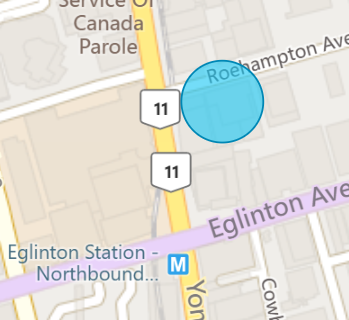 Service Of
Canada
Parole
Roehampton Ave
11
11
Eglinton Ave
Eglinton Station -
Northbound...
M
Yon
Cowb